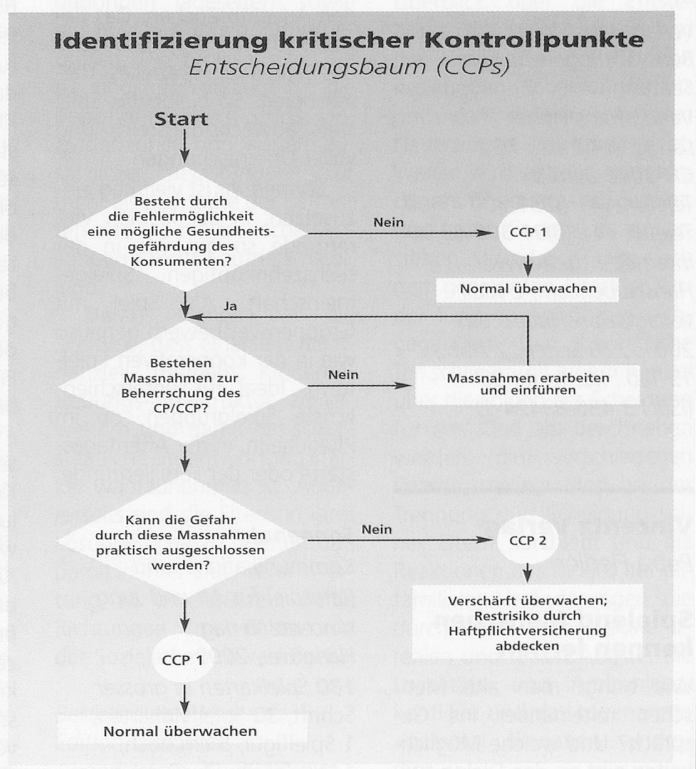 Identifizierung kritischer Kontrollpunkte
Entscheidungsbaum (CCPs)
Start
Besteht durch
die Fehlermöglichkeit
eine mögliche Gesundheits-
gefährdung des
Konsumenten?
Nein
CCP 1
Normal überwachen
Ja
Bestehen
Massnahmen zur
Beherrschung des
CP/CCP?
Nein
Massnahmen erarbeiten
und einführen
Kann die Gefahr
durch diese Massnahmen
praktisch ausgeschlossen
werden?
Nein
CCP 2
Verschärft überwachen;
Restrisiko durch
Haftpflichtversicherung
abdecken
CCP 1
Normal überwachen